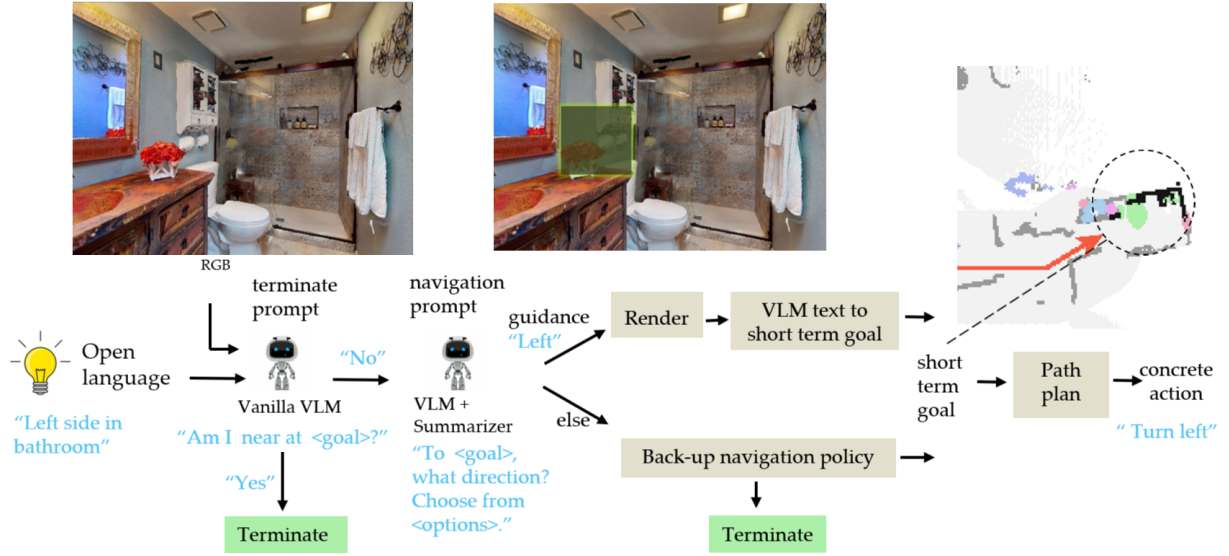 RGB
terminate
prompt
navigation
prompt
guidance
"Left"
Render
VLM text to
short term goal
Open
language
"No"
"Left side in
bathroom"
Vanilla VLM
"Am I  near at  <goal>?"
VLM +
Summarizer
"To  <goal>,
what direction?
Choose from
<options>."
else
short
term
goal
Path
plan
concrete
action
" Turn left"
"Yes"
Back-up navigation policy
Terminate
Terminate